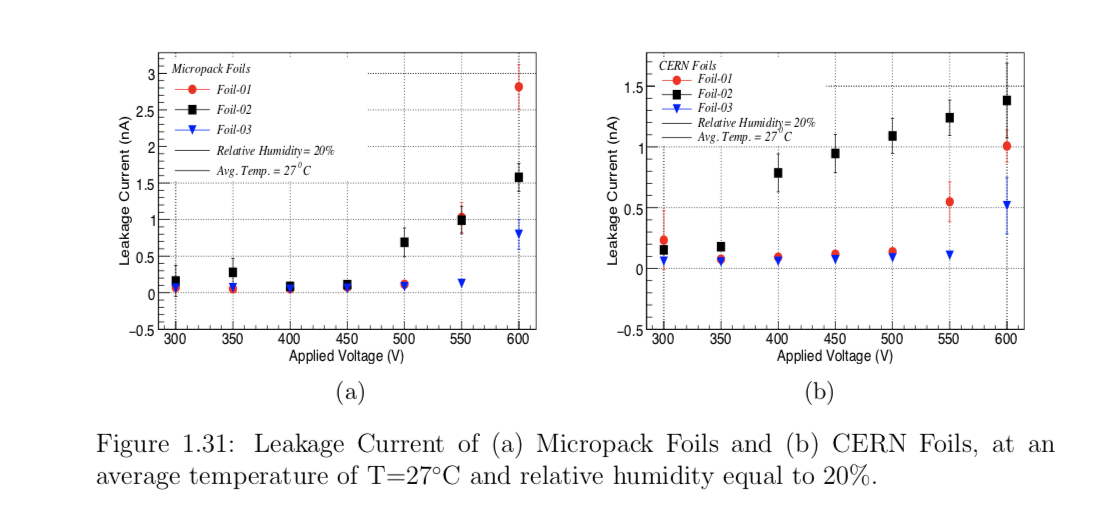 Micropack Foils
Foil-01
Foil-02
Foil-03
Relative Humidity= 20%
Avg. Temp. = 27⁰C
Leakage Current (nA)
3
2.5
2
1.5
1
0.5
0
−0.5
300 350 400 450 500 550 600
Applied Voltage (V)
(a)
CERN Foils
Foil-01
Foil-02
Foil-03
Relative Humidity= 20%
Avg. Temp. = 27⁰C
Leakage Current (nA)
1.5
1
0.5
0
−0.5
300 350 400 450 500 550 600
Applied Voltage (V)
(b)
Figure 1.31: Leakage Current of (a) Micropack Foils and (b) CERN Foils, at an
average temperature of T=27°C and relative humidity equal to 20%.